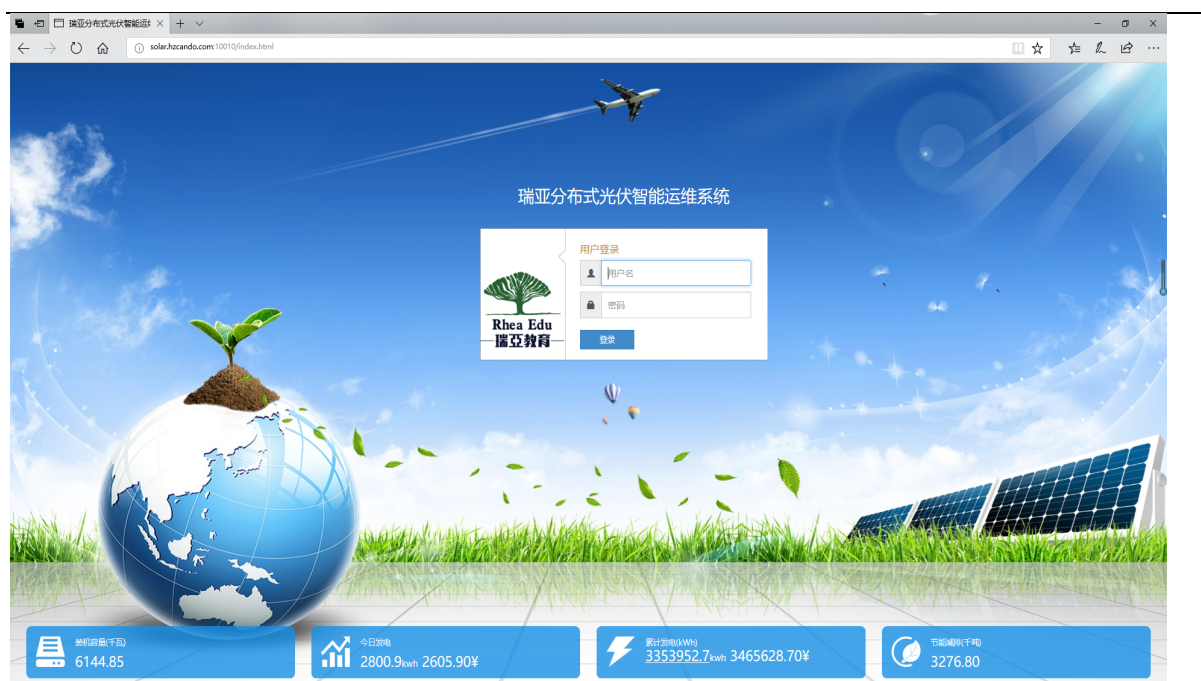 瑞亚分布式光伏智能运维
solar.hzcando.com:10010/index.html
瑞亚分布式光伏智能运维系统
用户登录
用户名
密码
登录
Rhea Edu
瑞亞教育
装机容量(千瓦)
6144.85
今日发电
2800.9kwh 2605.90¥
累计发电(kWh)
3353952.7kwh 3465628.70¥
节能减排(千吨)
3276.80